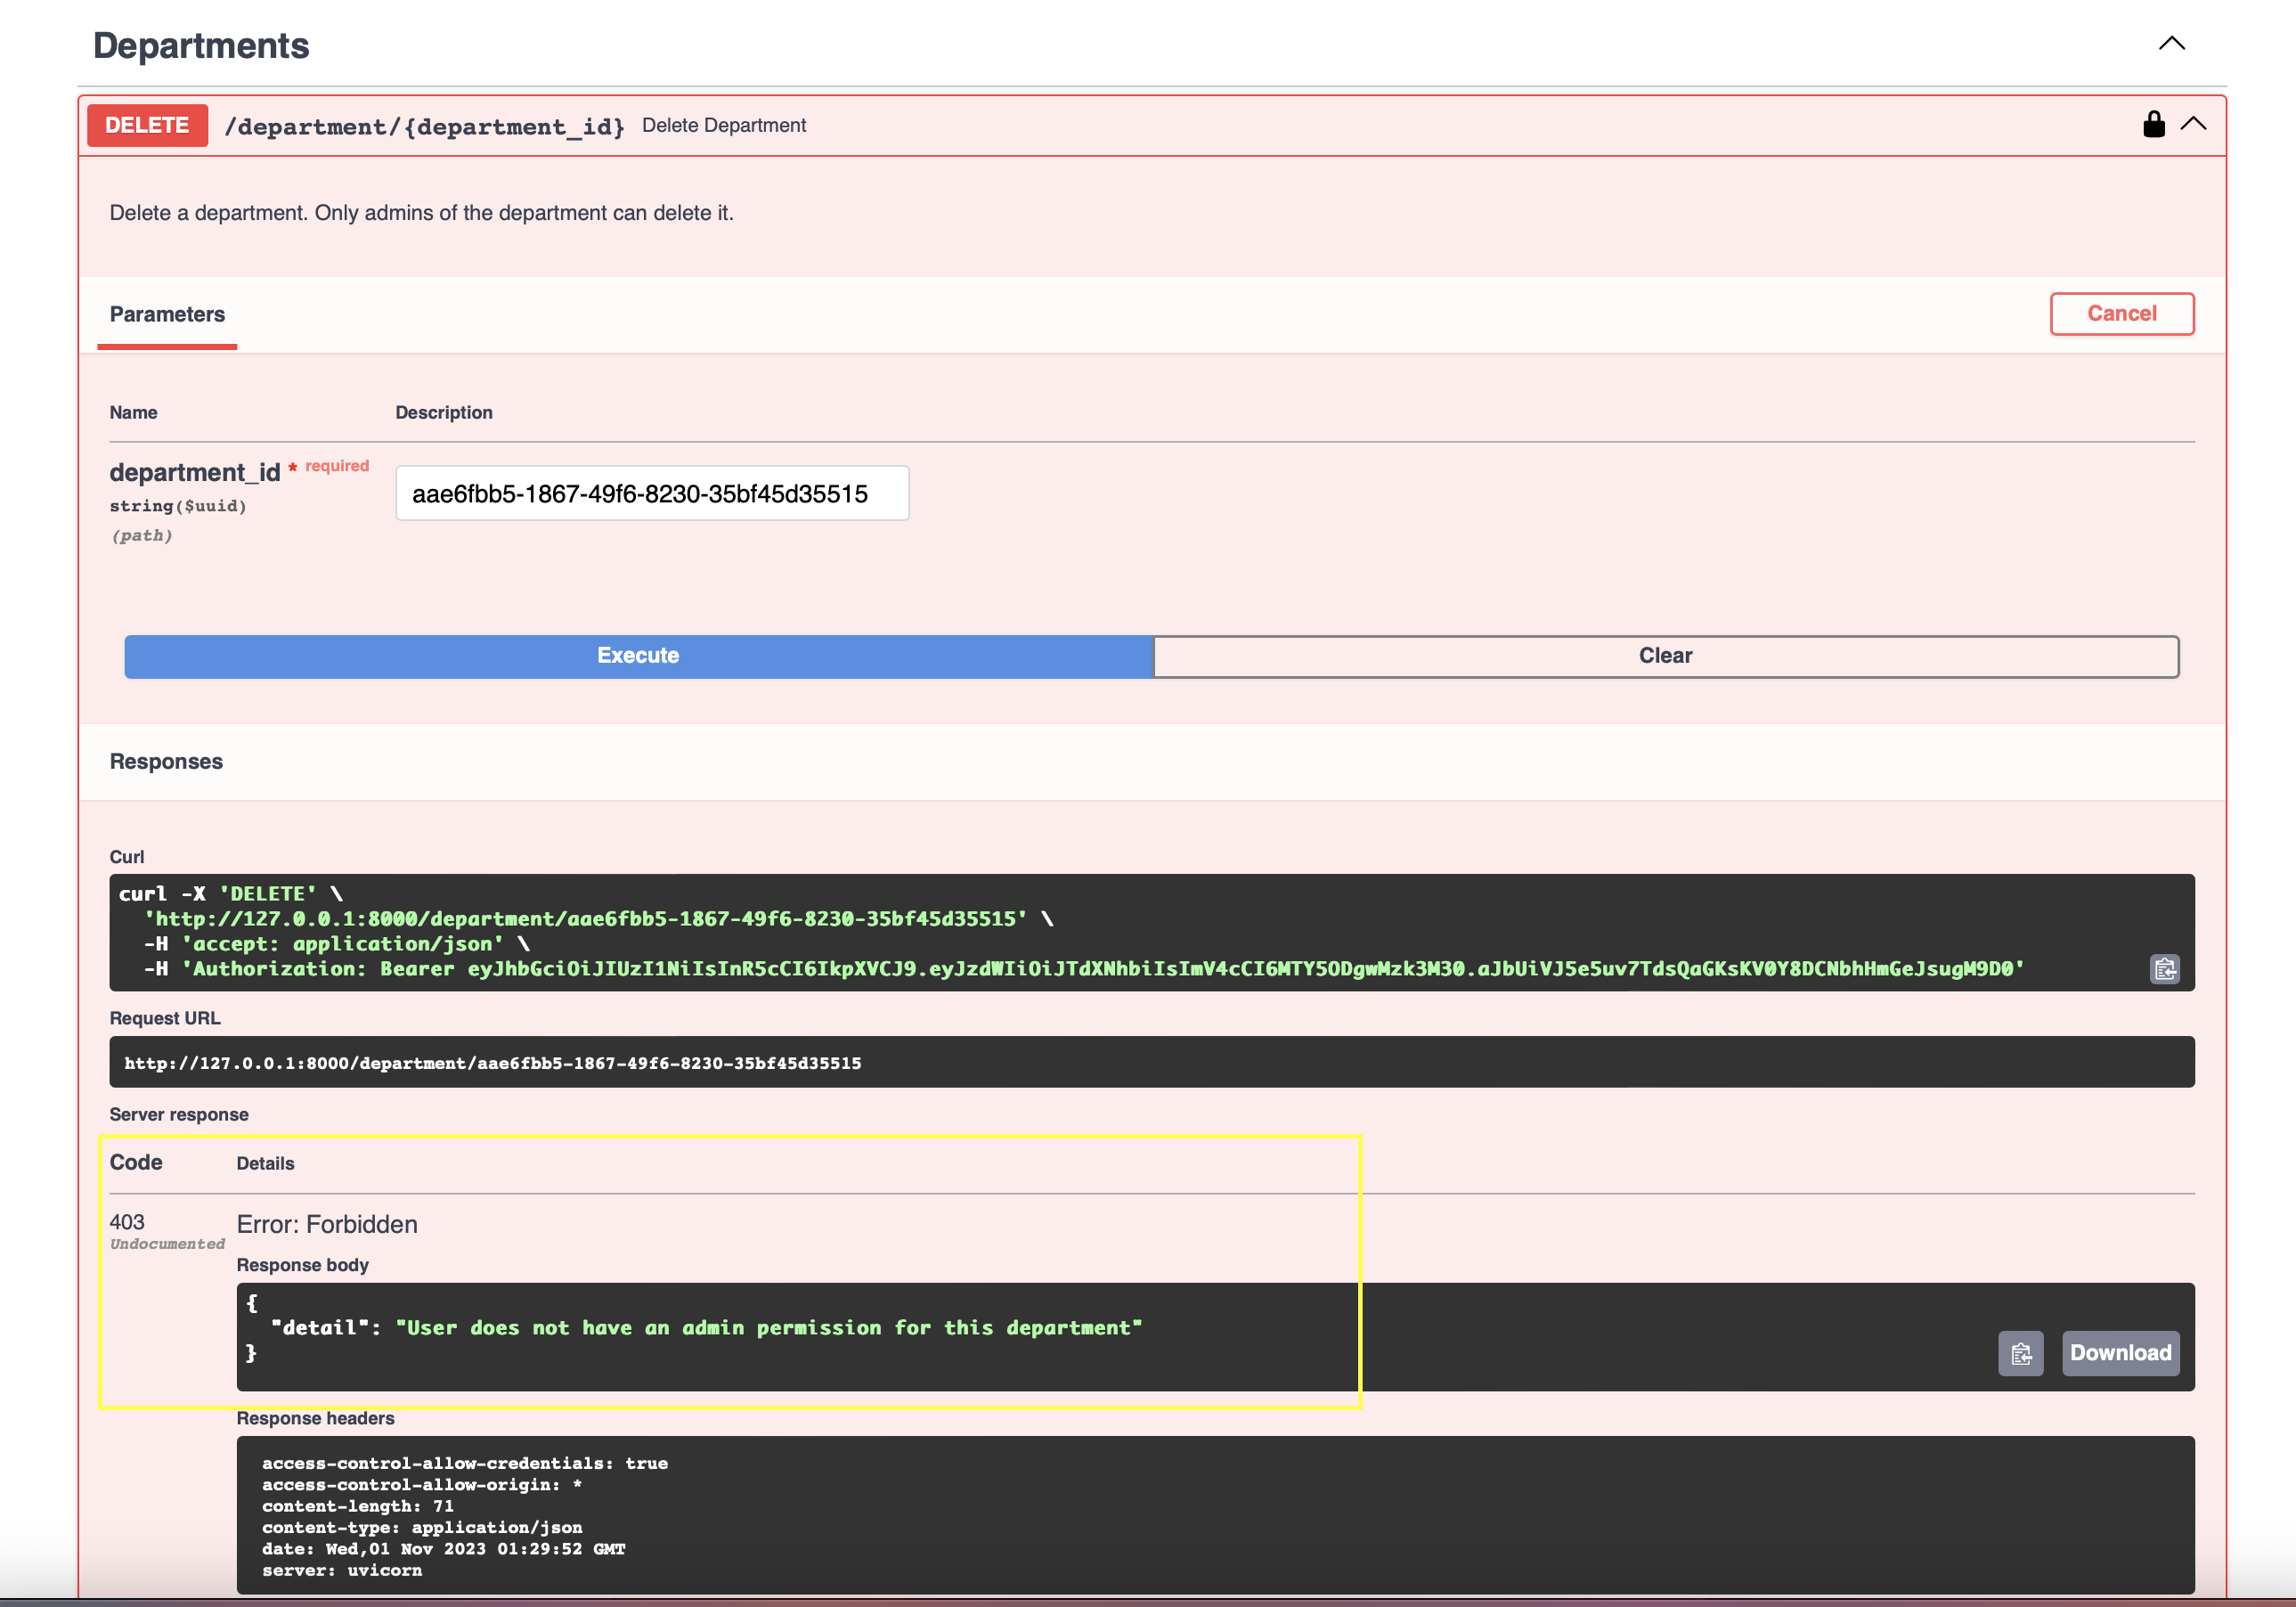 Departments
DELETE /department/{department_id} Delete Department
Delete a department. Only admins of the department can delete it.
Parameters
Cancel
Name Description
department_id * required
string($uuid)
(path)
aae6fbb5-1867-49f6-8230-35bf45d35515
Execute Clear
Responses
Curl
curl -X 'DELETE' \
'http://127.0.0.1:8000/department/aae6fbb5-1867-49f6-8230-35bf45d35515' \
-H 'accept: application/json' \
-H 'Authorization: Bearer eyJhbGciOiJIUzI1NiIsInR5cCI6IkpXVCJ9.eyJzdWIiOiJTdXNhbiIsImV4cCI6MTY5ODgwMzk3M30.aJbUiVJ5e5uv7TdsQaGKsKV0Y8DCNbhHmGeJsugM9D0'
Request URL
http://127.0.0.1:8000/department/aae6fbb5-1867-49f6-8230-35bf45d35515
Server response
Code Details
403 Error: Forbidden
Undocumented
Response body
{
"detail": "User does not have an admin permission for this department"
}
Download
Response headers
access-control-allow-credentials: true
access-control-allow-origin: *
content-length: 71
content-type: application/json
date: Wed,01 Nov 2023 01:29:52 GMT
server: uvicorn